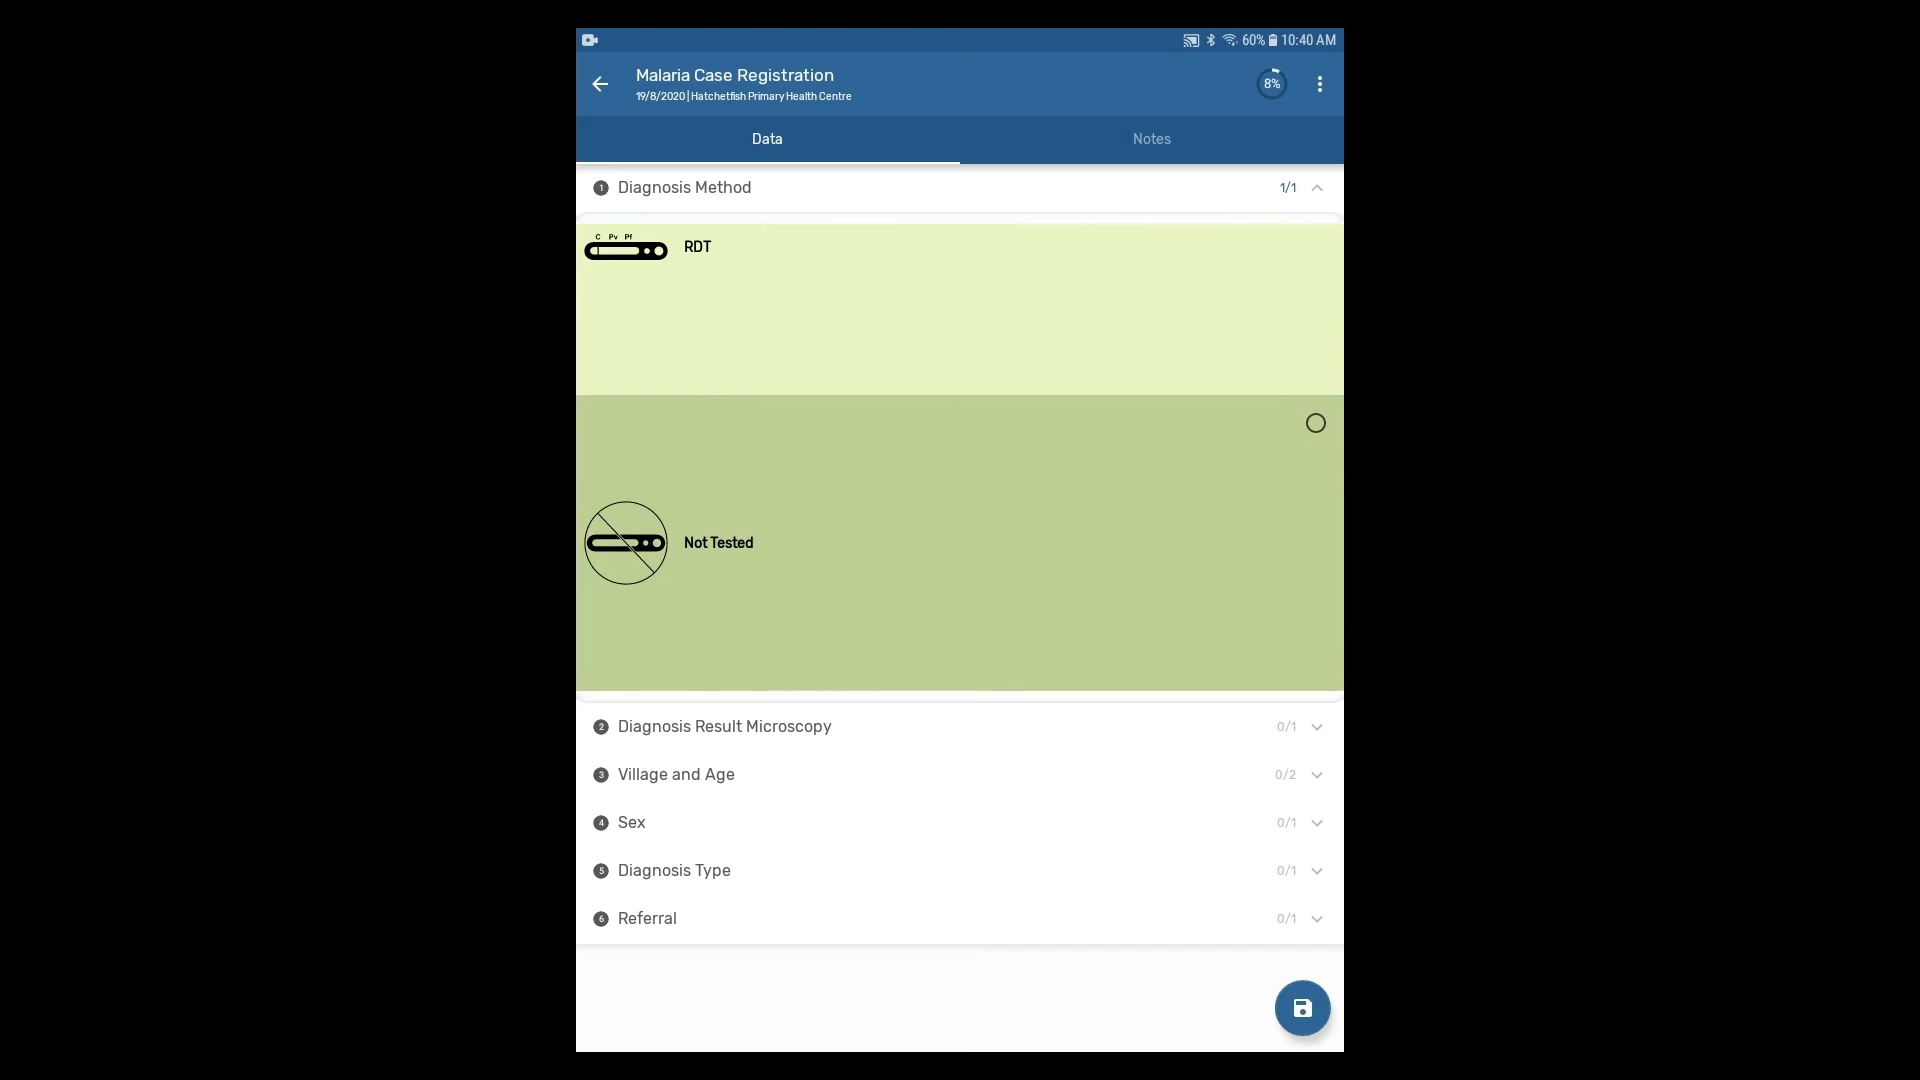 60% 10:40 AM
Malaria Case Registration
19/8/2020 | Hatchetfish Primary Health Centre
8%
Data
Notes
1 Diagnosis Method 1/1
C Pv Pf
RDT
Not Tested
2 Diagnosis Result Microscopy 0/1
3 Village and Age 0/2
4 Sex 0/1
5 Diagnosis Type 0/1
6 Referral 0/1